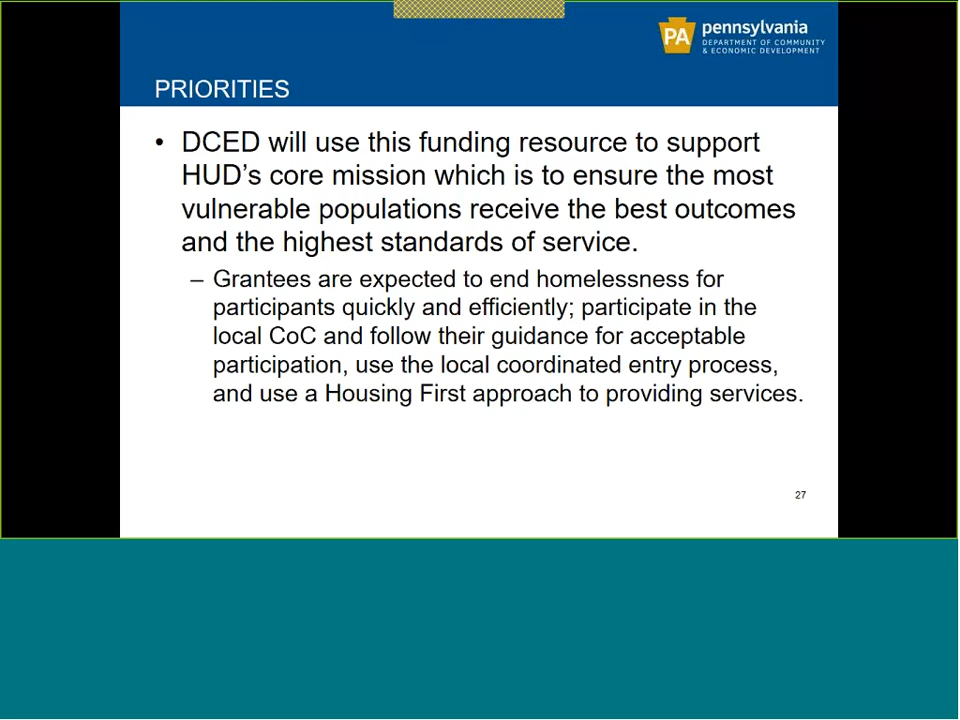 PA pennsylvania
DEPARTMENT OF COMMUNITY
& ECONOMIC DEVELOPMENT
PRIORITIES
• DCED will use this funding resource to support
HUD’s core mission which is to ensure the most
vulnerable populations receive the best outcomes
and the highest standards of service.
– Grantees are expected to end homelessness for
participants quickly and efficiently; participate in the
local CoC and follow their guidance for acceptable
participation, use the local coordinated entry process,
and use a Housing First approach to providing services.
27